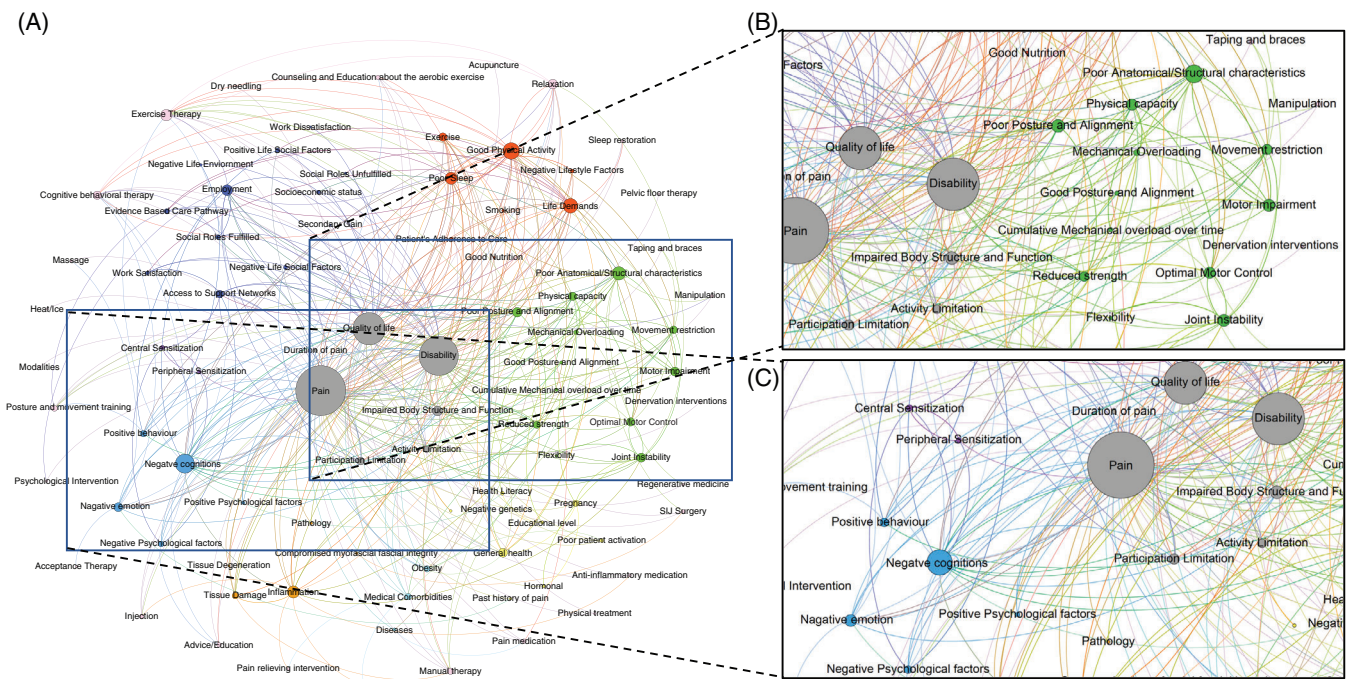 (A)
Acupuncture
Counseling and Education about the aerobic exercise
Relaxation
Dry needling
Exercise Therapy
Work Dissatisfaction
Exercise
Sleep restoration
Positive Life Social Factors
Good Physical Activity
Negative Life Enviornment
Social Roles Unfulfilled
Negative Lifestyle Factors
Poor Sleep
Cognitive behavioral therapy
Employment
Socioeconomic status
Pelvic floor therapy
Evidence Based Care Pathway
Smoking
Life Demands
Secondary Gain
Social Roles Fulfilled
Patient's Adherence to Care
Taping and braces
Massage
Good Nutrition
Work Satisfaction
Negative Life Social Factors
Poor Anatomical/Structural characteristics
Access to Support Networks
Physical capacity
Manipulation
Heat/Ice
Poor Posture and Alignment
Quality of life
Mechanical Overloading
Movement restriction
Central Sensitization
Duration of pain
Disability
Modalities
Peripheral Sensitization
Good Posture and Alignment
Motor Impairment
Pain
Cumulative Mechanical overload over time
Denervation interventions
Posture and movement training
Impaired Body Structure and Function
Reduced strength
Optimal Motor Control
Positive behaviour
Activity Limitation
Participation Limitation
Flexibility
Joint Instability
Negatve cognitions
Psychological Intervention
Regenerative medicine
Health Literacy
Nagative emotion
Positive Psychological factors
Pregnancy
Negative genetics
SIJ Surgery
Pathology
Educational level
Negative Psychological factors
Poor patient activation
Compromised myofascial fascial integrity
General health
Acceptance Therapy
Tissue Degeneration
Obesity
Anti-inflammatory medication
Hormonal
Tissue Damage
Inflammation
Medical Comorbidities
Past history of pain
Physical treatment
Injection
Diseases
Advice/Education
Pain medication
Pain relieving intervention
Manual therapy
(B)
Taping and braces
Good Nutrition
Factors
Poor Anatomical/Structural characteristics
Physical capacity
Manipulation
Poor Posture and Alignment
Quality of life
Mechanical Overloading
Movement restriction
n of pain
Disability
Good Posture and Alignment
Motor Impairment
Pain
Cumulative Mechanical overload over time
Denervation interventions
Impaired Body Structure and Function
Reduced strength
Optimal Motor Control
Activity Limitation
Participation Limitation
Flexibility
Joint Instability
(C)
Quality of life
Central Sensitization
Duration of pain
Disability
Peripheral Sensitization
Pain
Cum
ovement training
Impaired Body Structure and Fu
Positive behaviour
Activity Limitation
Participation Limitation
Negatve cognitions
l Intervention
Hea
Nagative emotion
Positive Psychological factors
Negati
Pathology
Negative Psychological factors